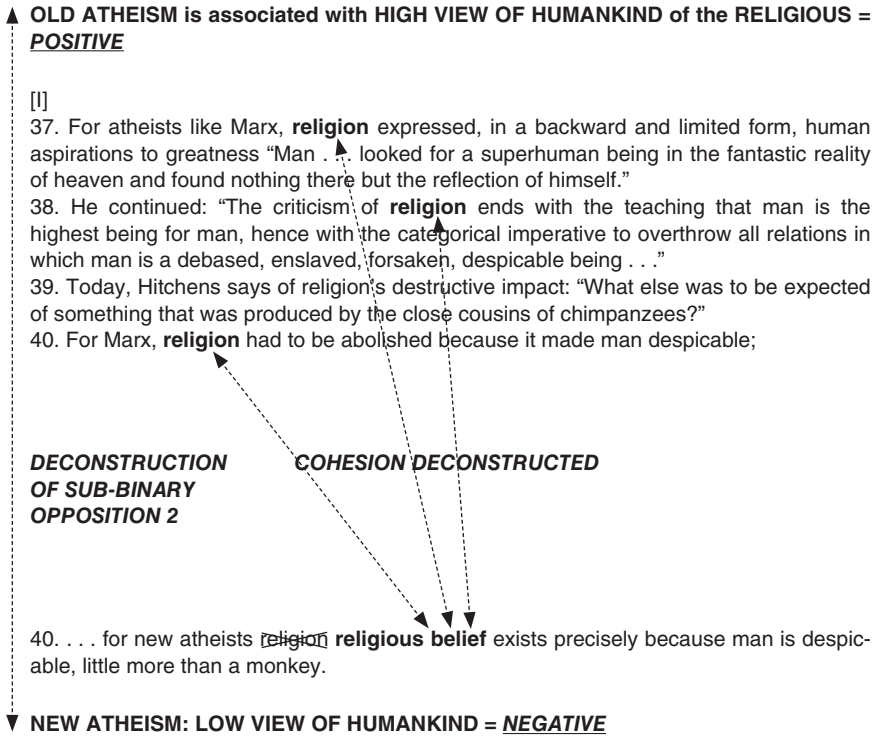 OLD ATHEISM is associated with HIGH VIEW OF HUMANKIND of the RELIGIOUS =
POSITIVE
[I]
37. For atheists like Marx, religion expressed, in a backward and limited form, human
aspirations to greatness “Man . . . looked for a superhuman being in the fantastic reality
of heaven and found nothing there but the reflection of himself.”
38. He continued: “The criticism of religion ends with the teaching that man is the
highest being for man, hence with the categorical imperative to overthrow all relations in
which man is a debased, enslaved, forsaken, despicable being . . .”
39. Today, Hitchens says of religion’s destructive impact: “What else was to be expected
of something that was produced by the close cousins of chimpanzees?”
40. For Marx, religion had to be abolished because it made man despicable;
DECONSTRUCTION COHESION DECONSTRUCTED
OF SUB-BINARY
OPPOSITION 2
40. . . . for new atheists religion religious belief exists precisely because man is despic-
able, little more than a monkey.
NEW ATHEISM: LOW VIEW OF HUMANKIND = NEGATIVE